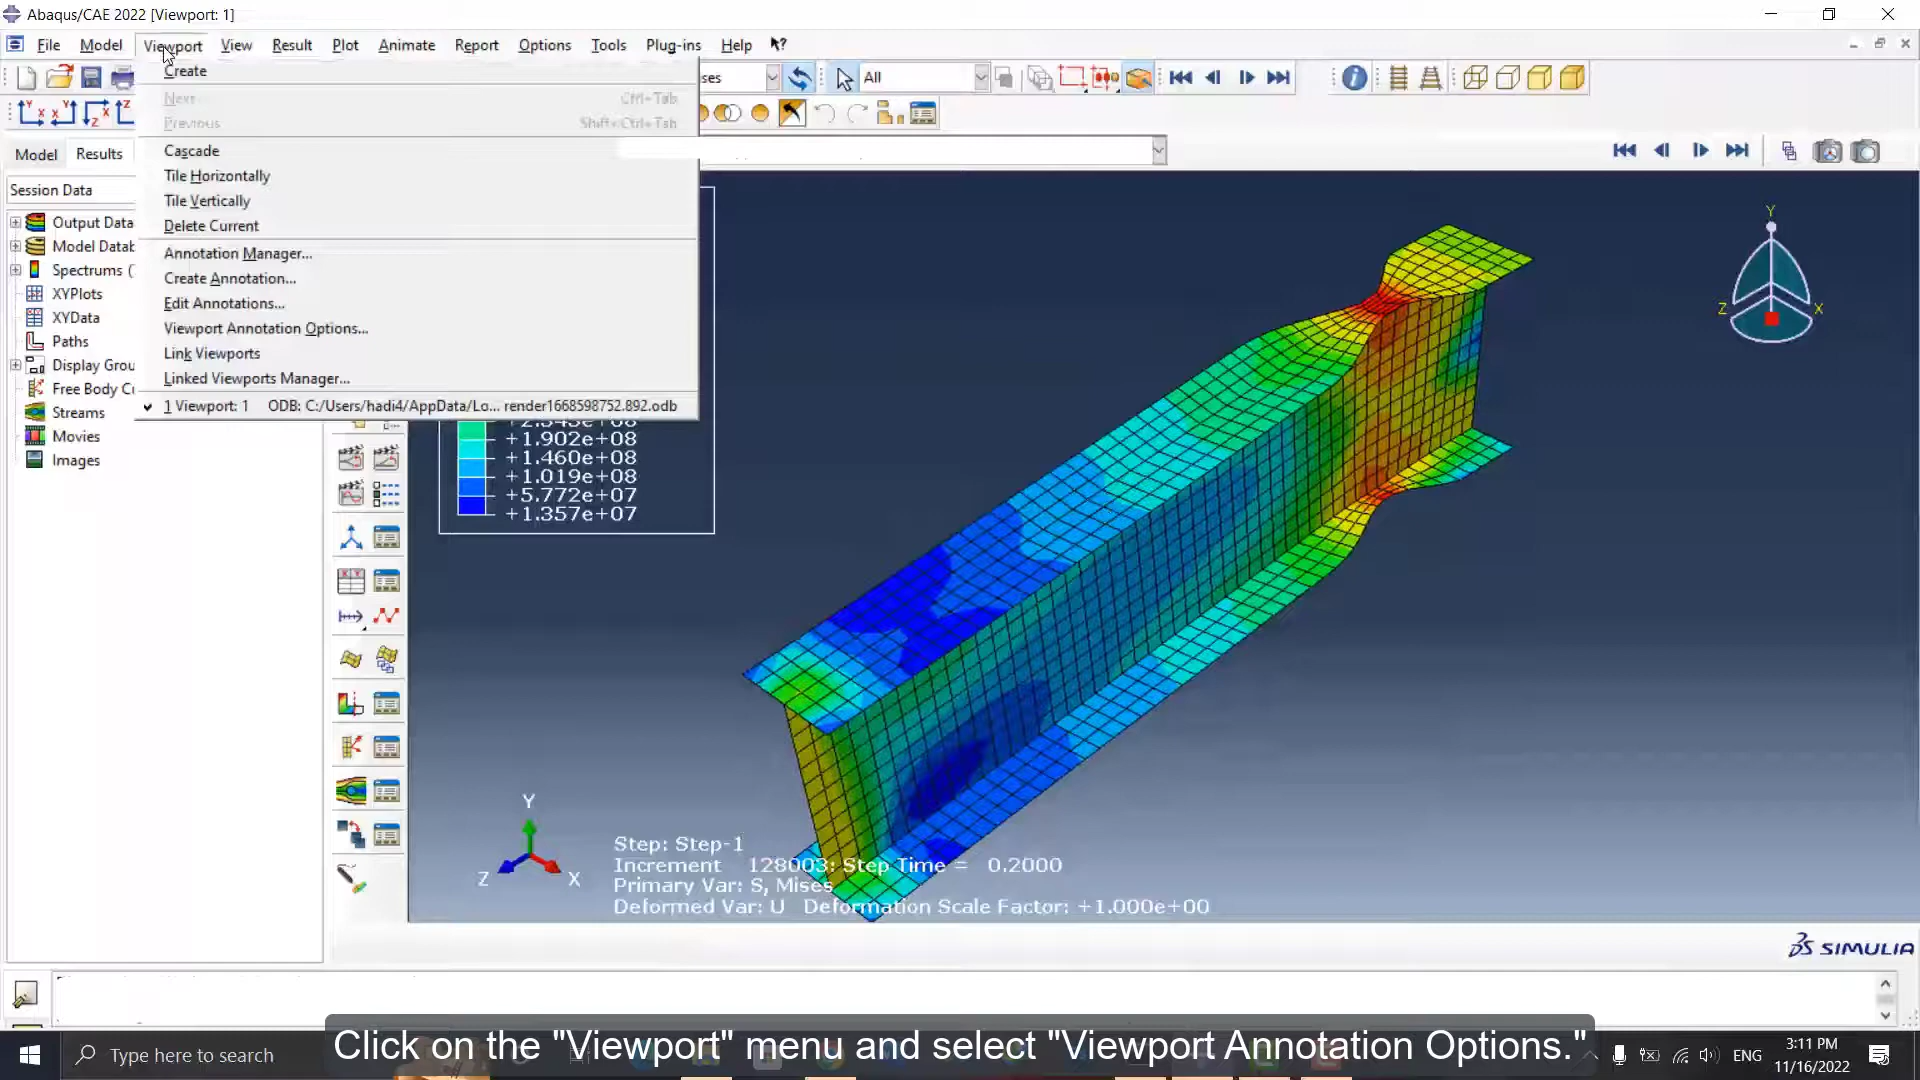 Abaqus/CAE 2022 [Viewport: 1]
File Model Viewport View Result Plot Animate Report Options Tools Plug-ins Help
Create
Next Ctrl+Tab
Previous Shift+Ctrl+Tab
Cascade
Tile Horizontally
Tile Vertically
Delete Current
Annotation Manager...
Create Annotation...
Edit Annotations...
Viewport Annotation Options...
Link Viewports
Linked Viewports Manager...
1 Viewport: 1 ODB: C:/Users/hadi4/AppData/Lo... render1668598752.892.odb
All
Model Results
Session Data
Output Data
Model Datab
Spectrums (
XYPlots
XYData
Paths
Display Grou
Free Body C
Streams
Movies
Images
+1.902e+08
+1.460e+08
+1.019e+08
+5.772e+07
+1.357e+07
Y
Z
X
Y
Z
X
Step: Step-1
Increment 128003: Step Time = 0.2000
Primary Var: S, Mises
Deformed Var: U Deformation Scale Factor: +1.000e+00
SIMULIA
Click on the "Viewport" menu and select "Viewport Annotation Options."
Type here to search
ENG
3:11 PM
11/16/2022